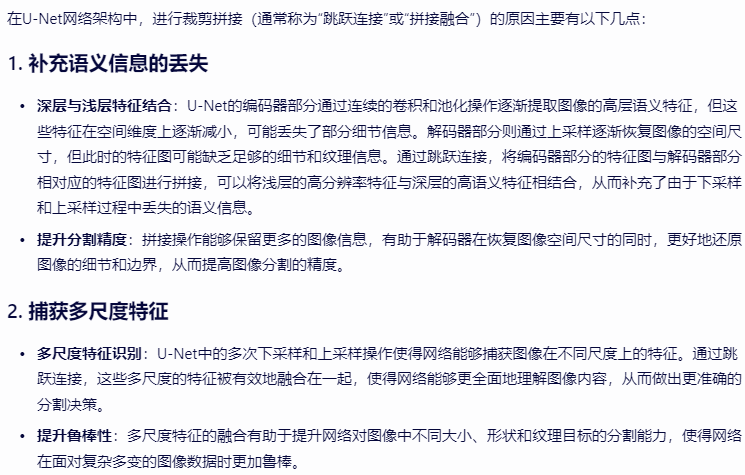 在U-Net网络架构中，进行裁剪拼接（通常称为“跳跃连接”或“拼接融合”）的原因主要有以下几点：
1. 补充语义信息的丢失
• 深层与浅层特征结合：U-Net的编码器部分通过连续的卷积和池化操作逐渐提取图像的高层语义特征，但这
些特征在空间维度上逐渐减小，可能丢失了部分细节信息。解码器部分则通过上采样逐渐恢复图像的空间尺
寸，但此时的特征图可能缺乏足够的细节和纹理信息。通过跳跃连接，将编码器部分的特征图与解码器部分
相对应的特征图进行拼接，可以将浅层的高分辨率特征与深层的高语义特征相结合，从而补充了由于下采样
和上采样过程中丢失的语义信息。
• 提升分割精度：拼接操作能够保留更多的图像信息，有助于解码器在恢复图像空间尺寸的同时，更好地还原
图像的细节和边界，从而提高图像分割的精度。
2. 捕获多尺度特征
• 多尺度特征识别：U-Net中的多次下采样和上采样操作使得网络能够捕获图像在不同尺度上的特征。通过跳
跃连接，这些多尺度的特征被有效地融合在一起，使得网络能够更全面地理解图像内容，从而做出更准确的
分割决策。
• 提升鲁棒性：多尺度特征的融合有助于提升网络对图像中不同大小、形状和纹理目标的分割能力，使得网络
在面对复杂多变的图像数据时更加鲁棒。